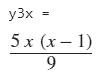 y3x =
5 x (x – 1)
9